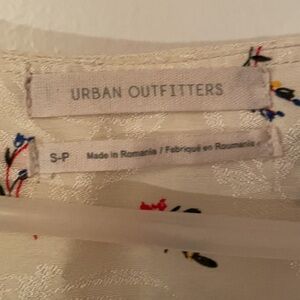 URBAN OUTFITTERS
S-P Made in Romania / Fabriqué en Roumanie